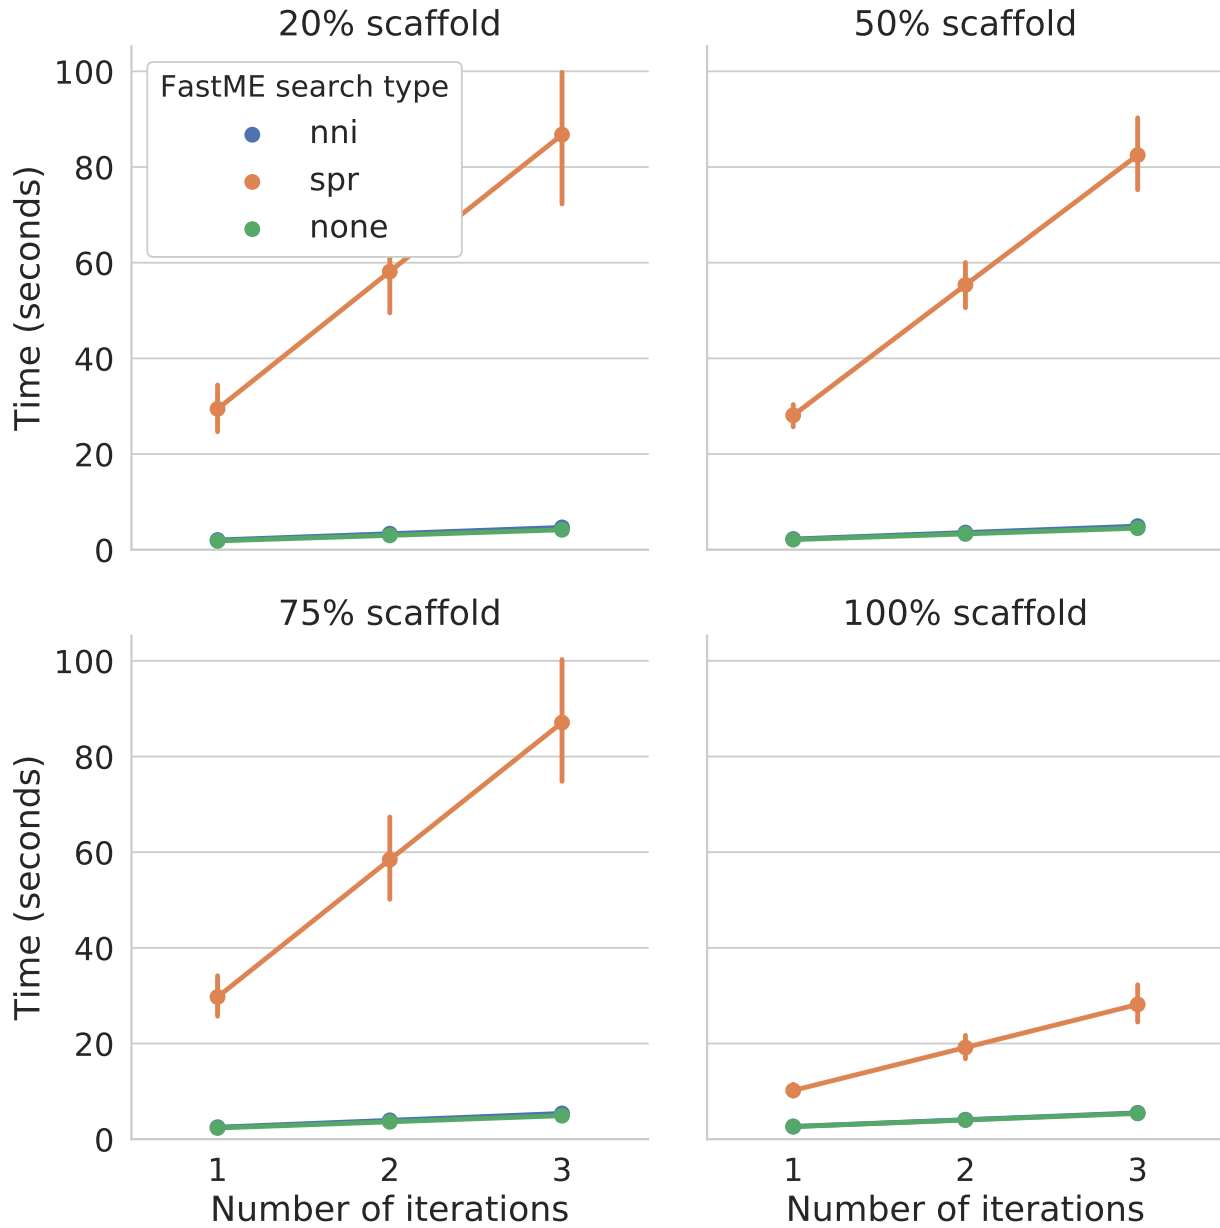 20% scaffold
50% scaffold
Time (seconds)
100
80
60
40
20
0
FastME search type
nni
spr
none
75% scaffold
100% scaffold
Time (seconds)
100
80
60
40
20
0
1 2 3
1 2 3
Number of iterations
Number of iterations